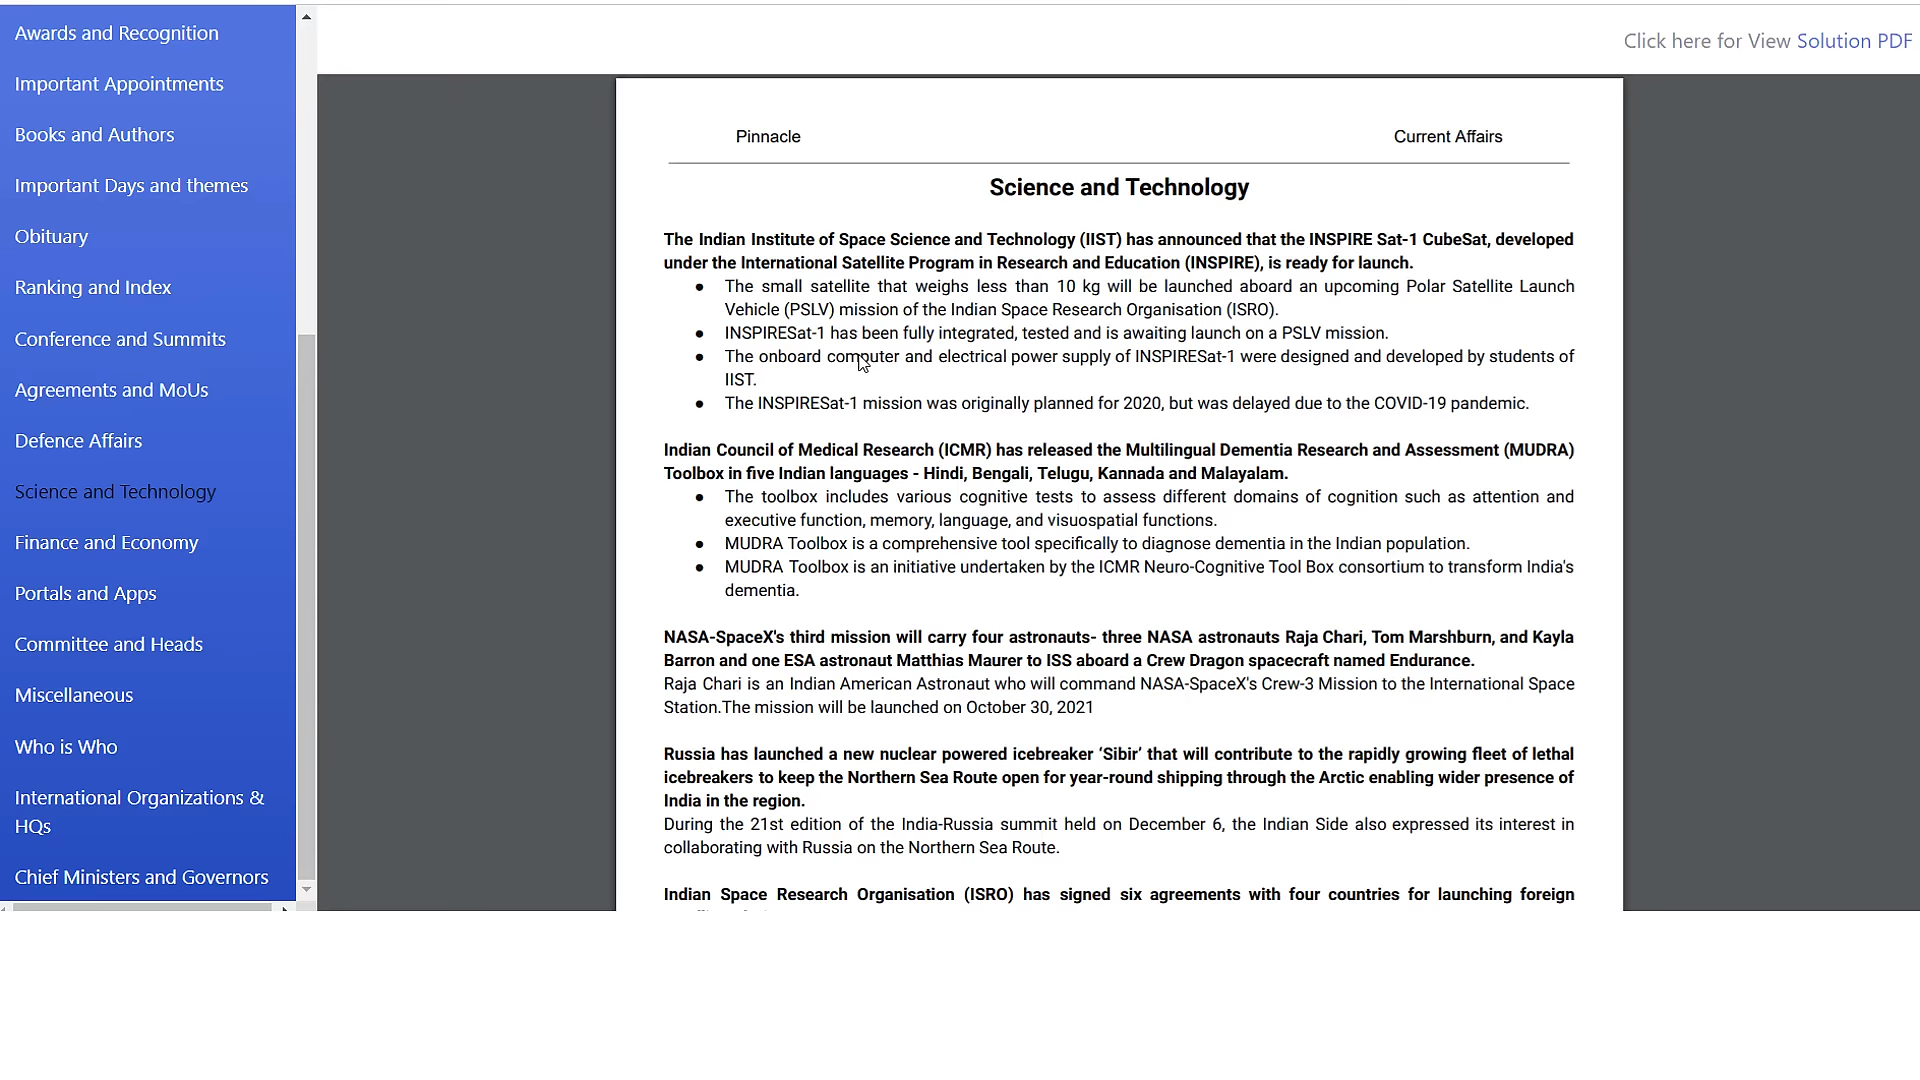 Awards and Recognition
Important Appointments
Books and Authors
Important Days and themes
Obituary
Ranking and Index
Conference and Summits
Agreements and MoUs
Defence Affairs
Science and Technology
Finance and Economy
Portals and Apps
Committee and Heads
Miscellaneous
Who is Who
International Organizations &
HQs
Chief Ministers and Governors
Click here for View Solution PDF
Pinnacle
Current Affairs
Science and Technology
The Indian Institute of Space Science and Technology (IIST) has announced that the INSPIRE Sat-1 CubeSat, developed
under the International Satellite Program in Research and Education (INSPIRE), is ready for launch.
● The small satellite that weighs less than 10 kg will be launched aboard an upcoming Polar Satellite Launch
Vehicle (PSLV) mission of the Indian Space Research Organisation (ISRO).
● INSPIRESat-1 has been fully integrated, tested and is awaiting launch on a PSLV mission.
● The onboard computer and electrical power supply of INSPIRESat-1 were designed and developed by students of
IIST.
● The INSPIRESat-1 mission was originally planned for 2020, but was delayed due to the COVID-19 pandemic.
Indian Council of Medical Research (ICMR) has released the Multilingual Dementia Research and Assessment (MUDRA)
Toolbox in five Indian languages - Hindi, Bengali, Telugu, Kannada and Malayalam.
● The toolbox includes various cognitive tests to assess different domains of cognition such as attention and
executive function, memory, language, and visuospatial functions.
● MUDRA Toolbox is a comprehensive tool specifically to diagnose dementia in the Indian population.
● MUDRA Toolbox is an initiative undertaken by the ICMR Neuro-Cognitive Tool Box consortium to transform India's
dementia.
NASA-SpaceX's third mission will carry four astronauts- three NASA astronauts Raja Chari, Tom Marshburn, and Kayla
Barron and one ESA astronaut Matthias Maurer to ISS aboard a Crew Dragon spacecraft named Endurance.
Raja Chari is an Indian American Astronaut who will command NASA-SpaceX's Crew-3 Mission to the International Space
Station.The mission will be launched on October 30, 2021
Russia has launched a new nuclear powered icebreaker ‘Sibir’ that will contribute to the rapidly growing fleet of lethal
icebreakers to keep the Northern Sea Route open for year-round shipping through the Arctic enabling wider presence of
India in the region.
During the 21st edition of the India-Russia summit held on December 6, the Indian Side also expressed its interest in
collaborating with Russia on the Northern Sea Route.
Indian Space Research Organisation (ISRO) has signed six agreements with four countries for launching foreign